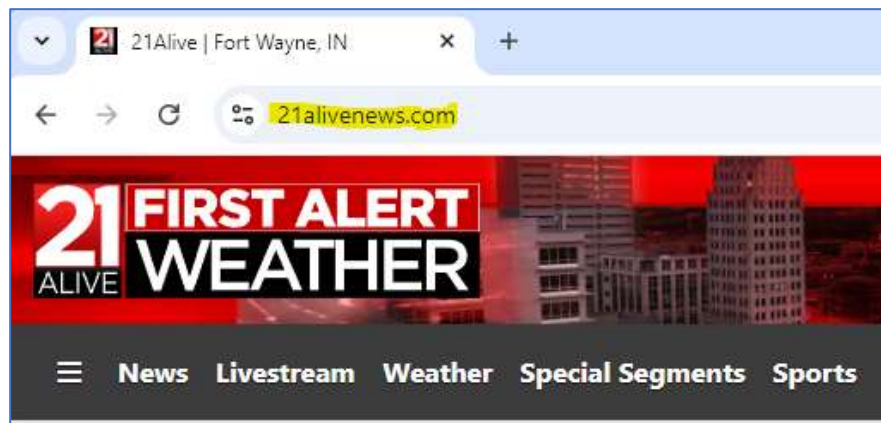 21Alive | Fort Wayne, IN
21alivenews.com
21 FIRST ALERT
ALIVE WEATHER
News Livestream Weather Special Segments Sports